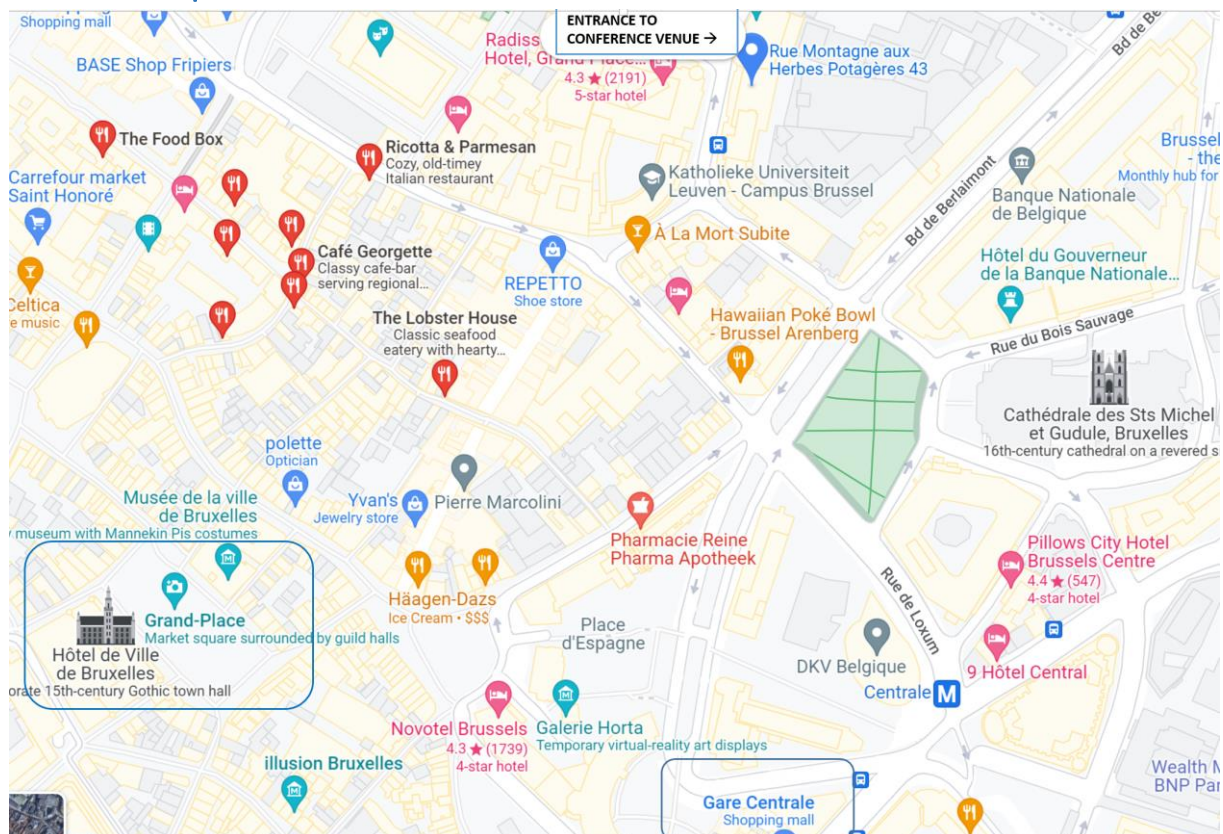 Shopping mall
ENTRANCE TO
CONFERENCE VENUE →
Radiss
Hotel, Grand Place...
4.3 ★ (2191)
5-star hotel
Rue Montagne aux
Herbes Potagères 43
Bd de Be
BASE Shop Fripiers
The Food Box
Ricotta & Parmesan
Cozy, old-timey
Italian restaurant
Katholieke Universiteit
Leuven - Campus Brussel
Brussel
- the
Monthly hub for
Banque Nationale
de Belgique
Bd de Berlaimont
Carrefour market
Saint Honoré
À La Mort Subite
Café Georgette
Classy cafe-bar
serving regional...
REPETTO
Shoe store
Hôtel du Gouverneur
de la Banque Nationale...
Celtica
e music
The Lobster House
Classic seafood
eatery with hearty...
Hawaiian Poké Bowl
- Brussel Arenberg
Rue du Bois Sauvage
Cathédrale des Sts Michel
et Gudule, Bruxelles
16th-century cathedral on a revered s
polette
Optician
Pierre Marcolini
Yvan's
Jewelry store
Musée de la ville
de Bruxelles
y museum with Mannekin Pis costumes
Pharmacie Reine
Pharma Apotheek
Pillows City Hotel
Brussels Centre
4.4 ★ (547)
4-star hotel
Rue de Loxum
Häagen-Dazs
Ice Cream • $$$
Grand-Place
Market square surrounded by guild halls
Place
d'Espagne
Hôtel de Ville
de Bruxelles
orate 15th-century Gothic town hall
DKV Belgique
9 Hôtel Central
Centrale M
Novotel Brussels
4.3 ★ (1739)
4-star hotel
Galerie Horta
Temporary virtual-reality art displays
illusion Bruxelles
Gare Centrale
Shopping mall
Wealth M
BNP Par